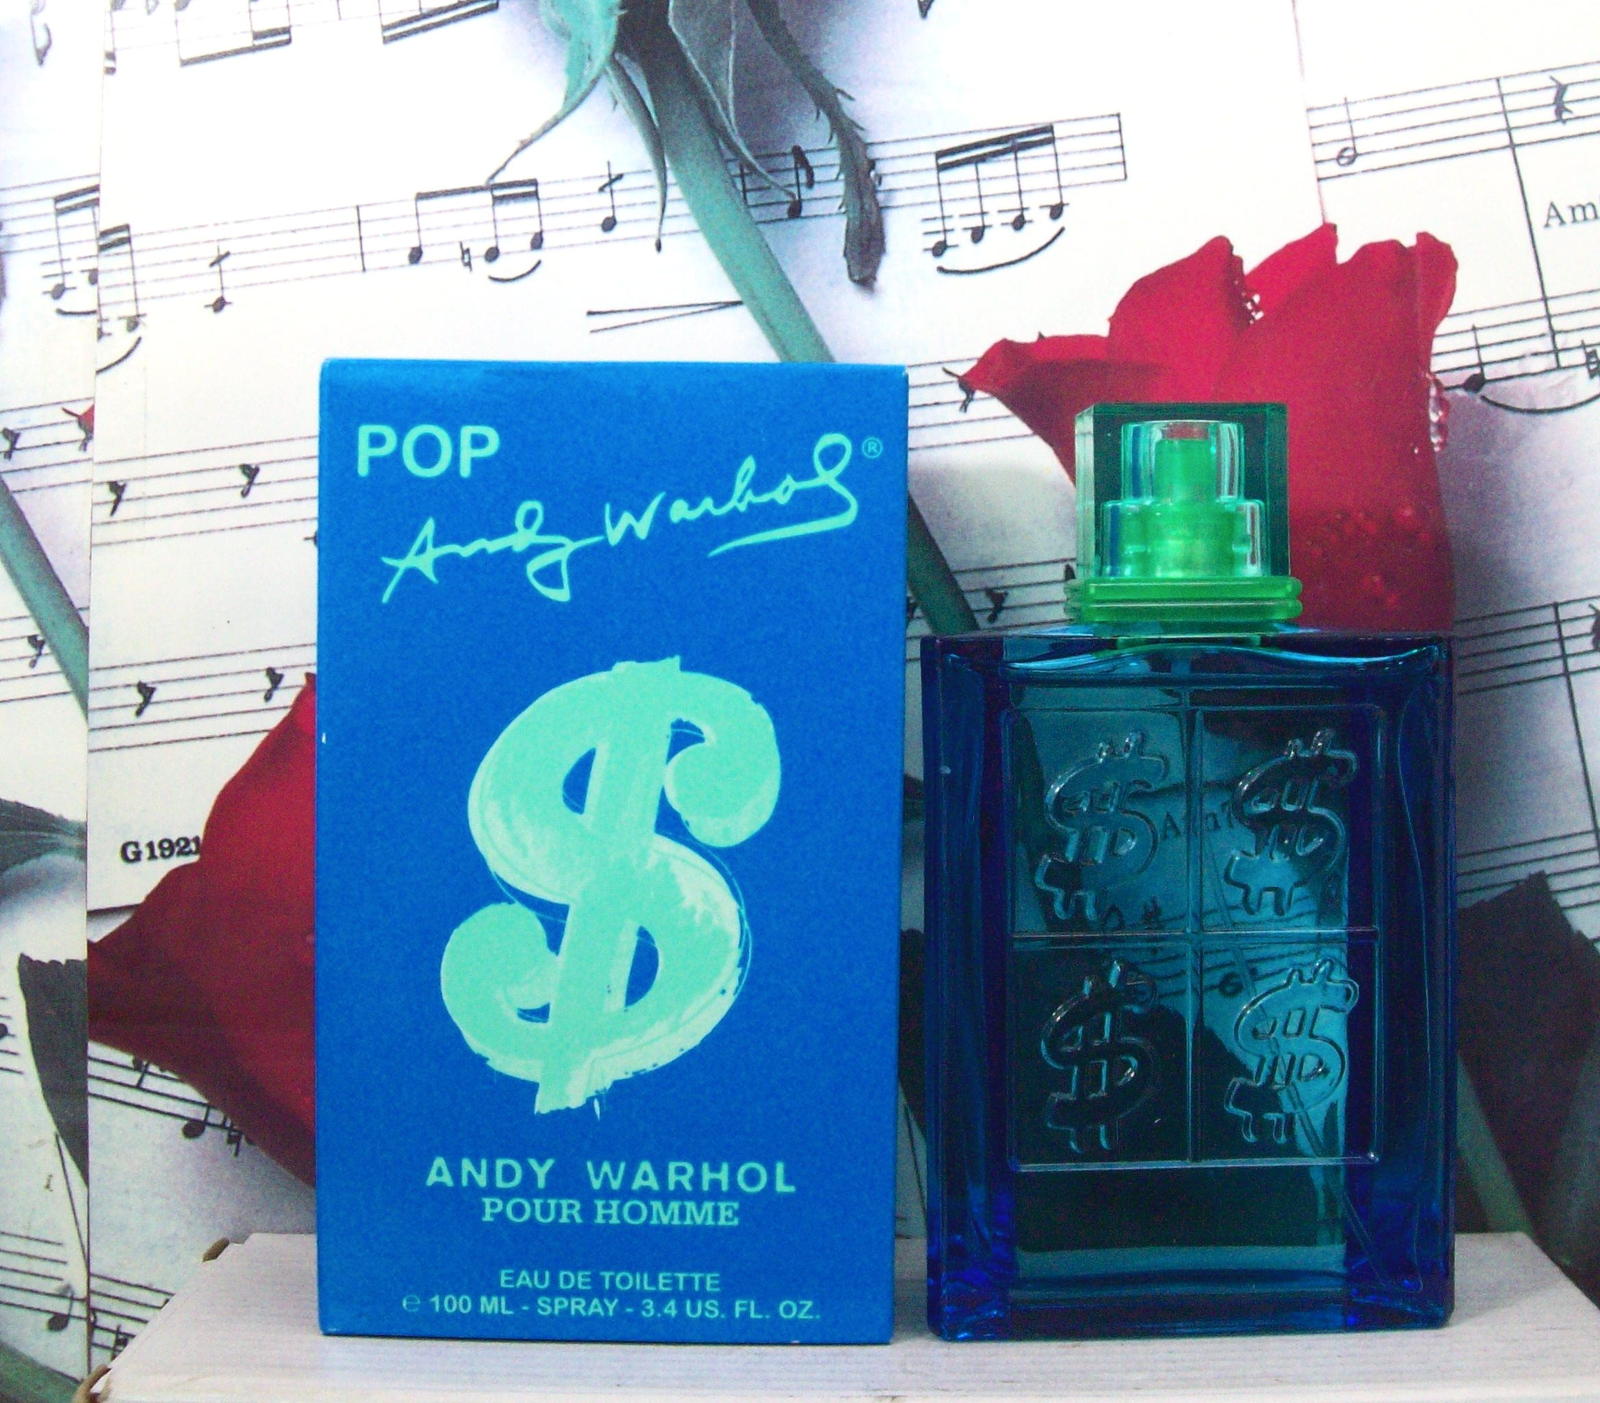 POP
Andy Warhol ®
$
ANDY WARHOL
POUR HOMME
EAU DE TOILETTE
℮ 100 ML - SPRAY - 3.4 US. FL. OZ.
$ $
$ $
G1921
Am